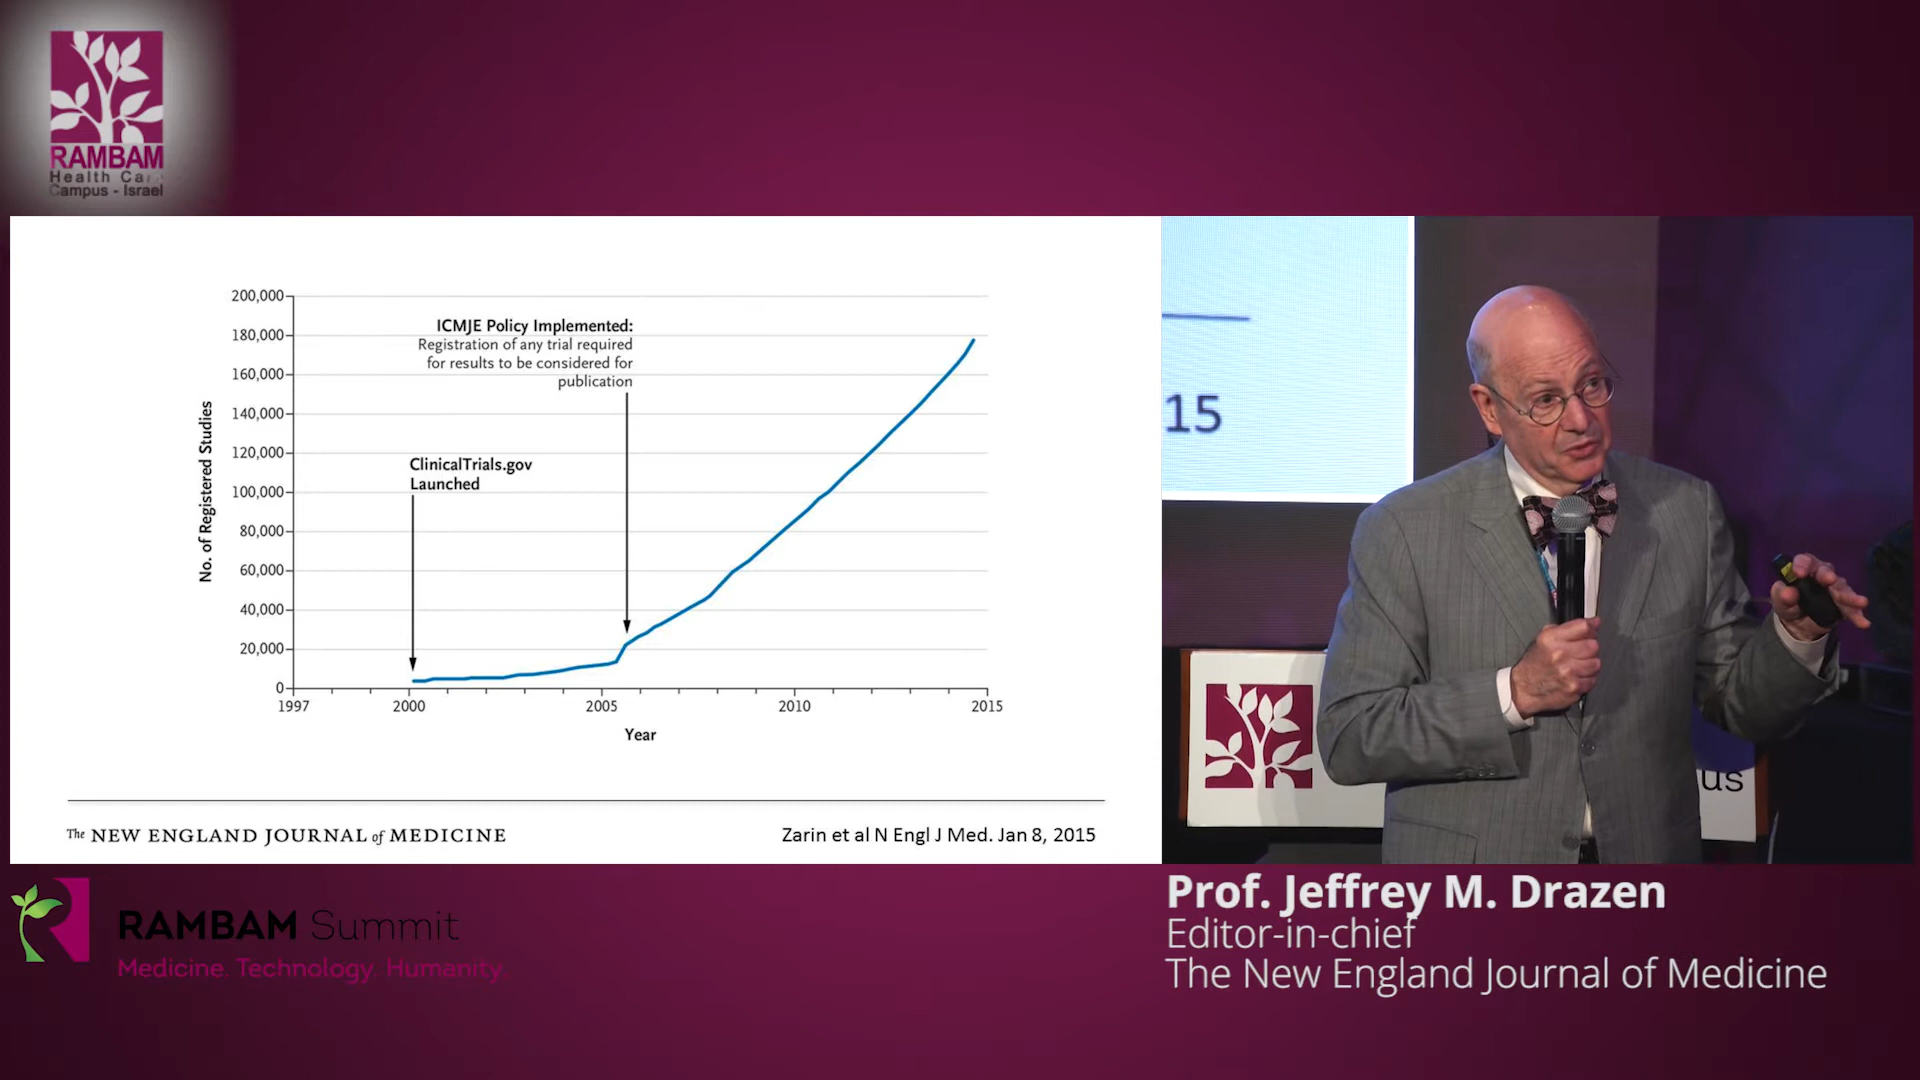 RAMBAM
Health Care
Campus - Israel
200,000
180,000
160,000
140,000
120,000
100,000
80,000
60,000
40,000
20,000
0
No. of Registered Studies
ICMJE Policy Implemented:
Registration of any trial required
for results to be considered for
publication
ClinicalTrials.gov
Launched
1997
2000
2005
2010
2015
Year
The NEW ENGLAND JOURNAL of MEDICINE
Zarin et al N Engl J Med. Jan 8, 2015
15
us
RAMBAM Summit
Medicine. Technology. Humanity.
Prof. Jeffrey M. Drazen
Editor-in-chief
The New England Journal of Medicine